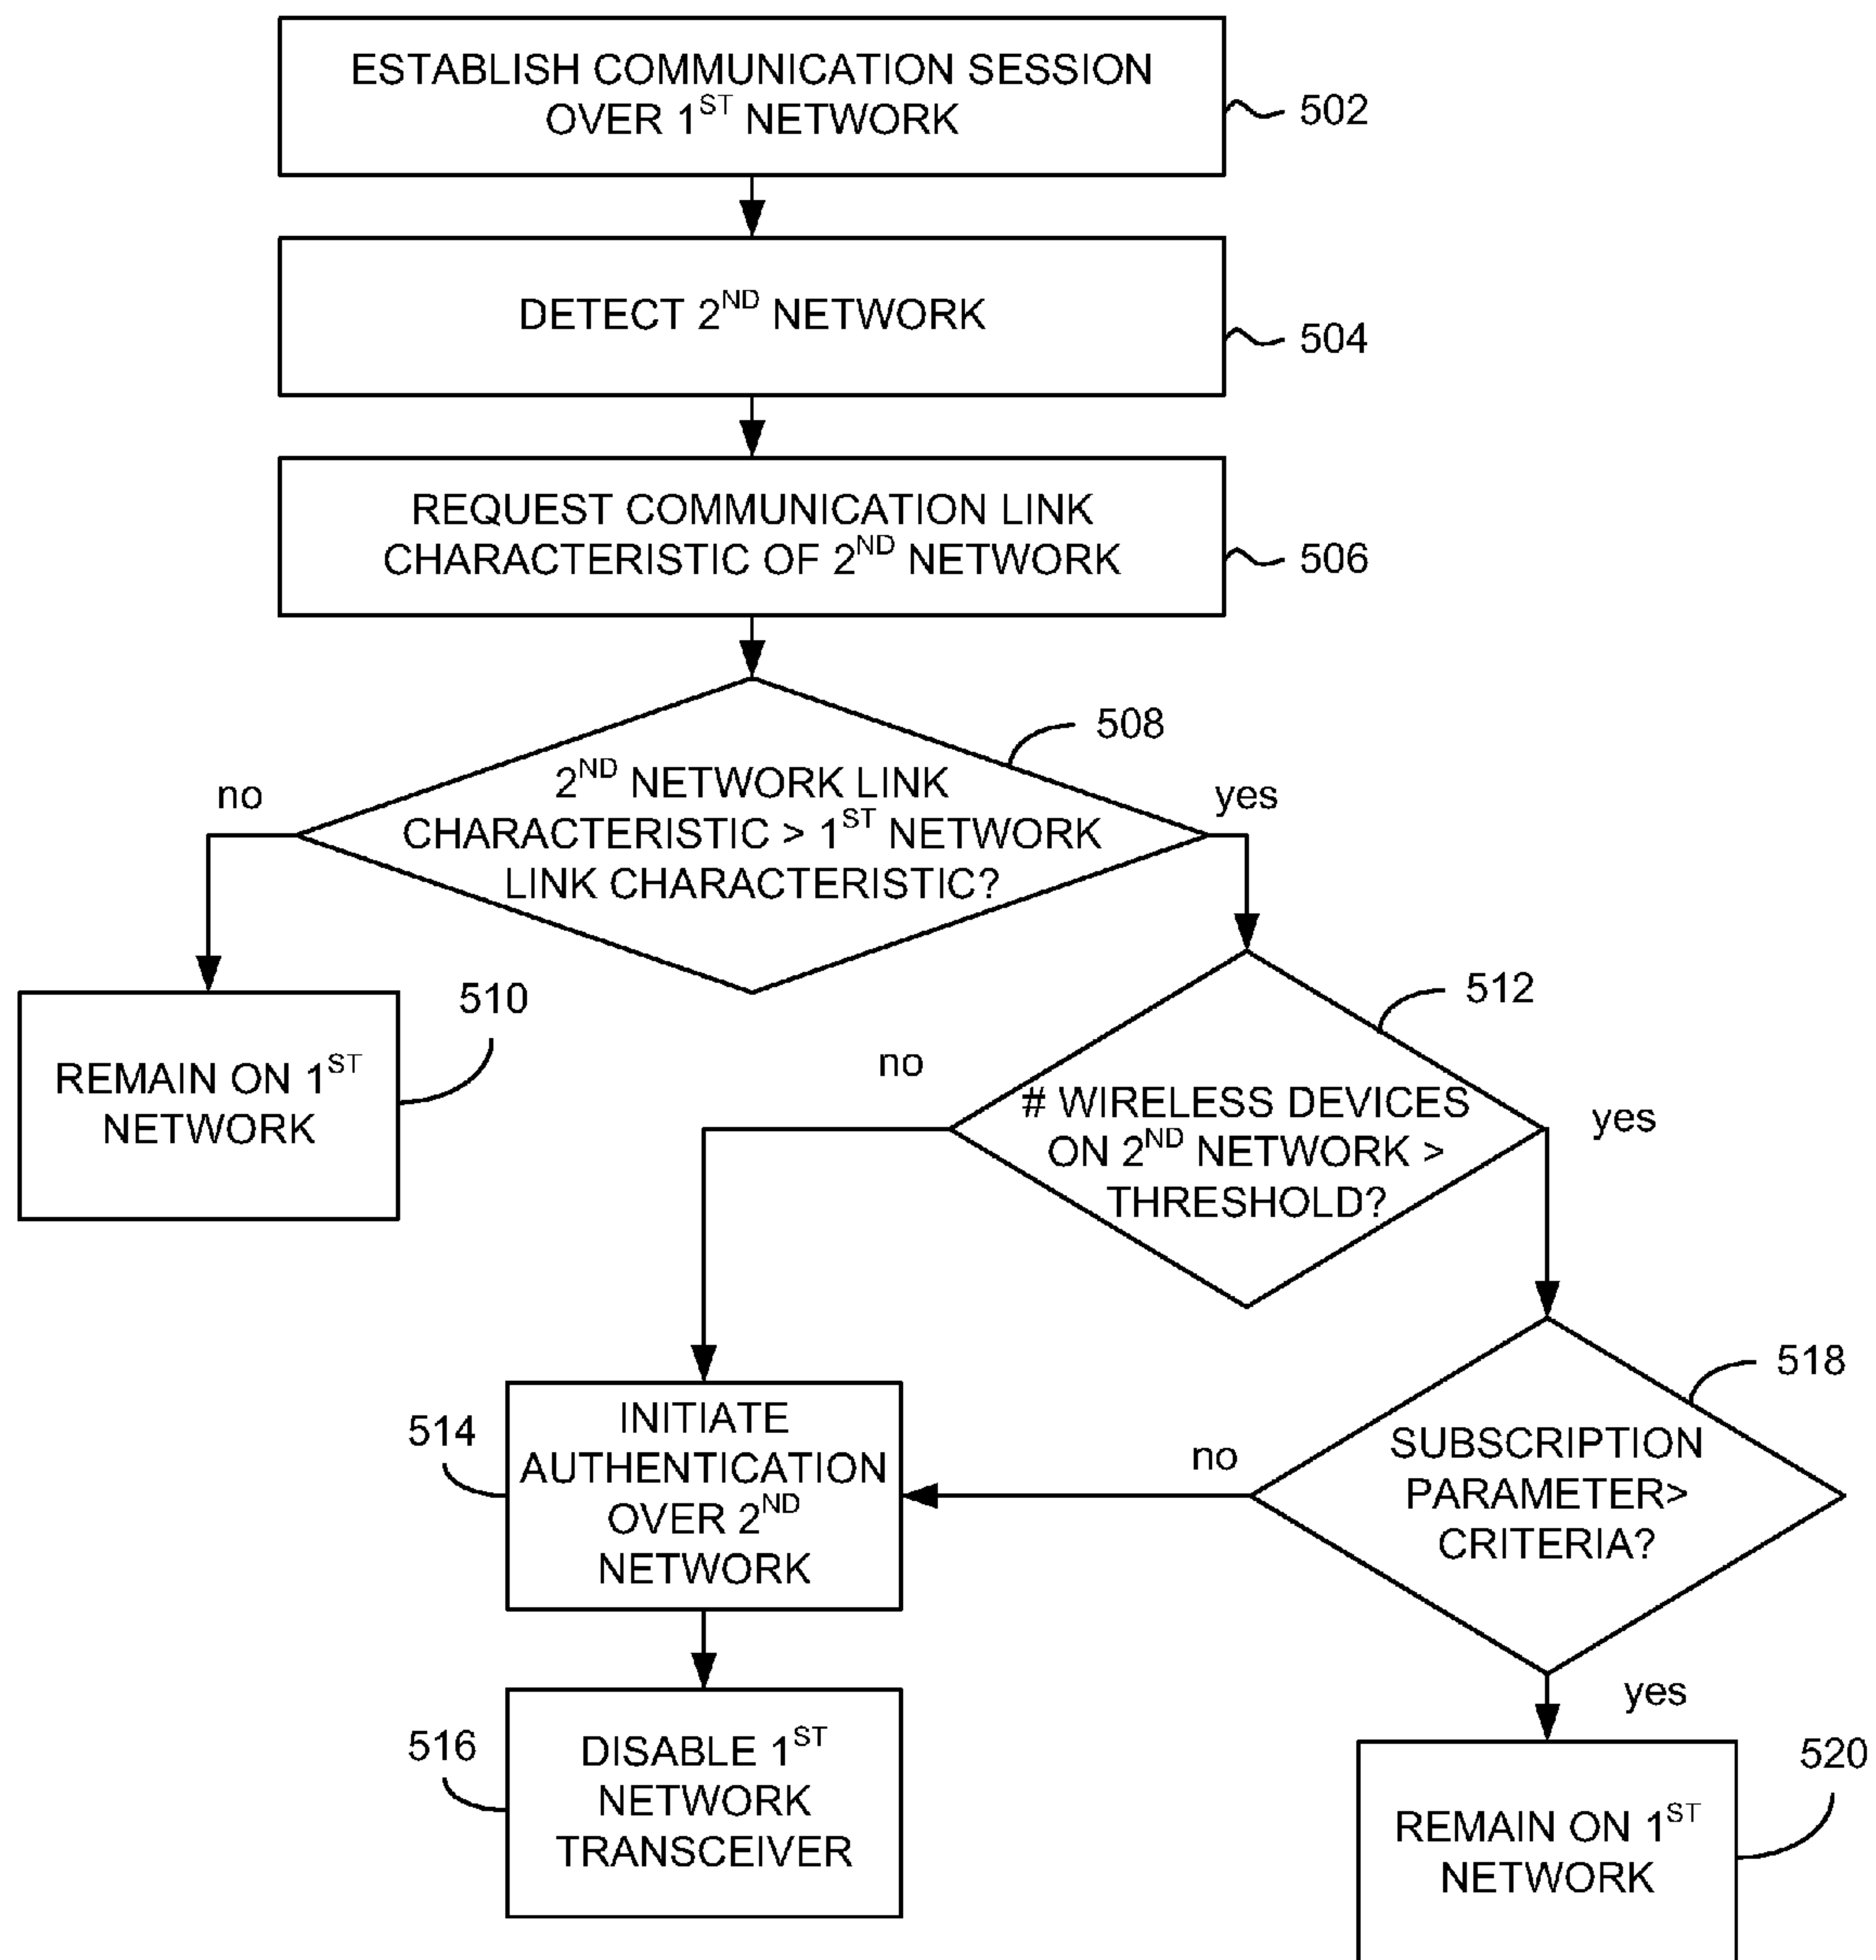 ESTABLISH COMMUNICATION SESSION
OVER 1ST NETWORK
502
DETECT 2ND NETWORK
504
REQUEST COMMUNICATION LINK
CHARACTERISTIC OF 2ND NETWORK
506
508
2ND NETWORK LINK
CHARACTERISTIC > 1ST NETWORK
LINK CHARACTERISTIC?
no
yes
510
REMAIN ON 1ST
NETWORK
512
no
# WIRELESS DEVICES
ON 2ND NETWORK >
THRESHOLD?
yes
514
INITIATE
AUTHENTICATION
OVER 2ND
NETWORK
518
no
SUBSCRIPTION
PARAMETER>
CRITERIA?
yes
516
DISABLE 1ST
NETWORK
TRANSCEIVER
520
REMAIN ON 1ST
NETWORK